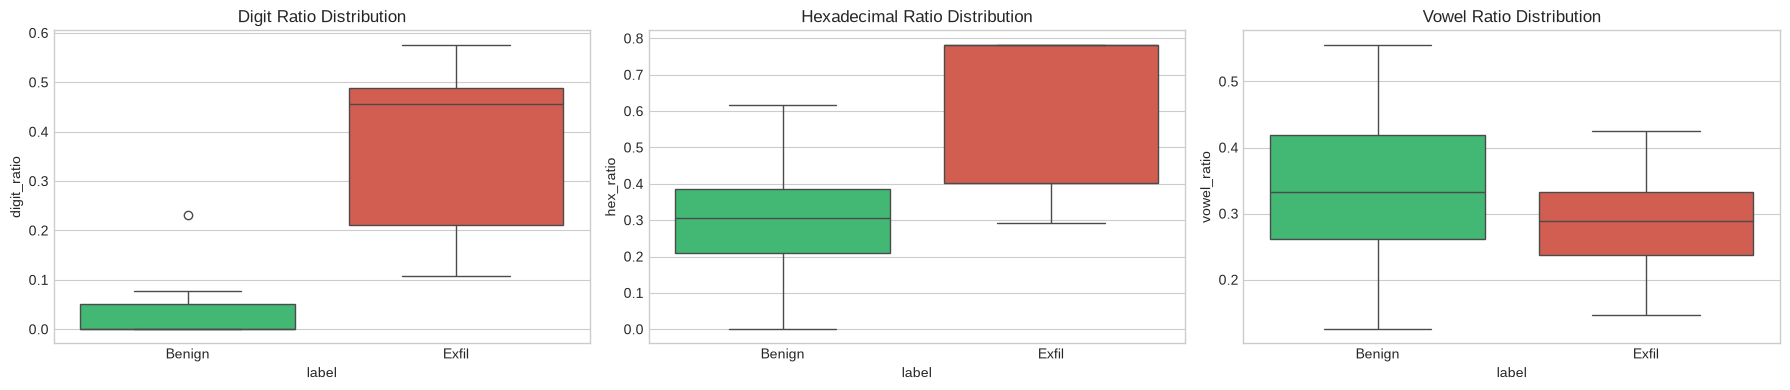 Digit Ratio Distribution
digit_ratio
0.6
0.5
0.4
0.3
0.2
0.1
0.0
Benign
Exfil
label
Hexadecimal Ratio Distribution
hex_ratio
0.8
0.7
0.6
0.5
0.4
0.3
0.2
0.1
0.0
Benign
Exfil
label
Vowel Ratio Distribution
vowel_ratio
0.5
0.4
0.3
0.2
Benign
Exfil
label